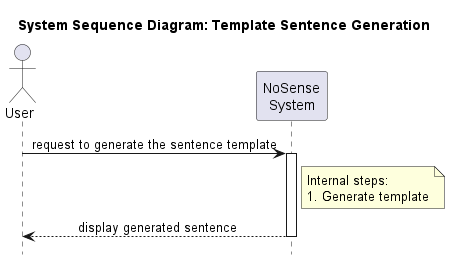 System Sequence Diagram: Template Sentence Generation
User
NoSense
System
request to generate the sentence template
Internal steps:
1. Generate template
display generated sentence